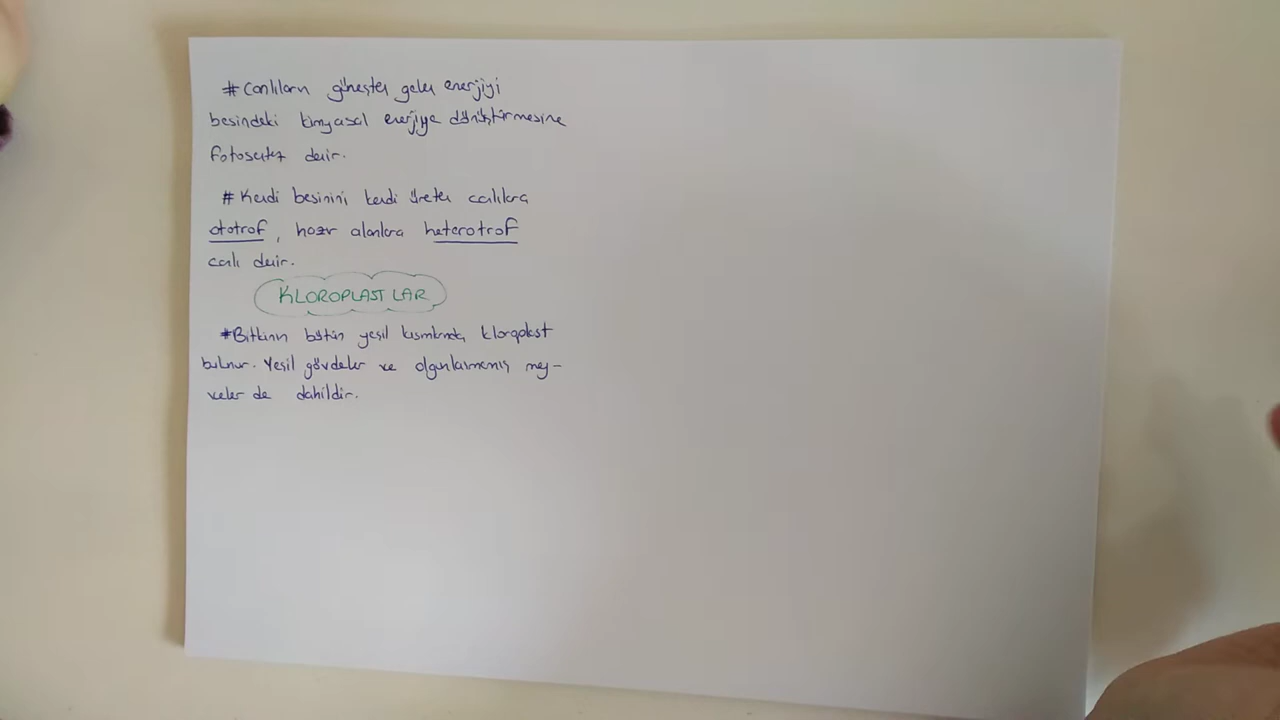 # Canlıların güneşten gelen enerjiyi
besindeki kimyasal enerjiye dönüştürmesine
fotosentez denir.
# Kendi besinini kendi üreten canlılara
ototrof, hazır alanlara heterotrof
canlı denir.
KLOROPLASTLAR
# Bitkinin bütün yeşil kısımlarında kloroplast
bulunur. Yeşil gövdeler ve olgunlaşmamış mey-
veler de dahildir.